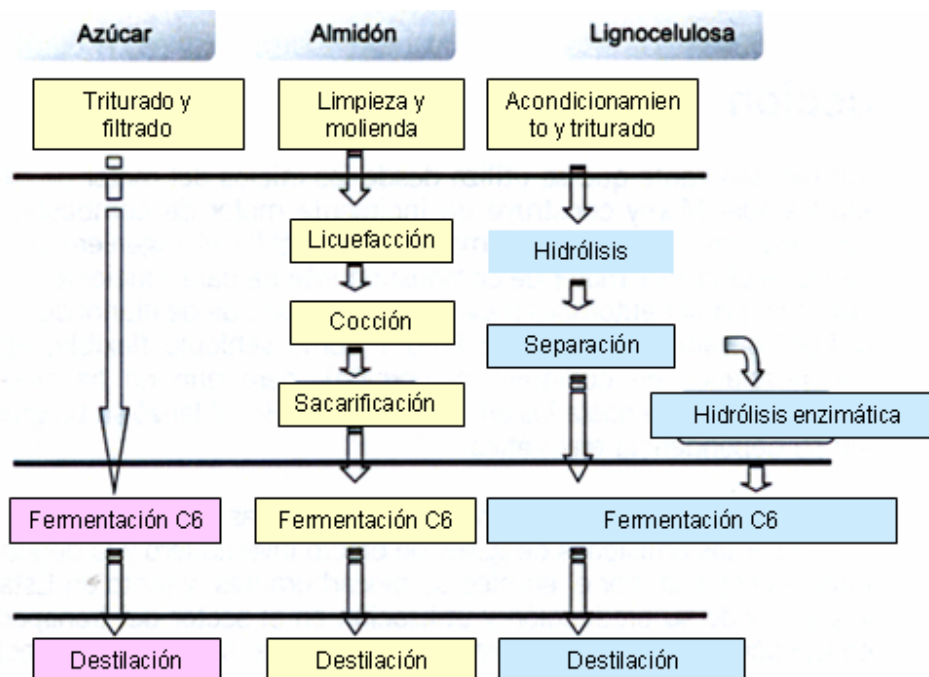 Azúcar
Almidón
Lignocelulosa
Triturado y
filtrado
Limpieza y
molienda
Acondicionamien
to y triturado
Licuefacción
Hidrólisis
Cocción
Separación
Sacarificación
Hidrólisis enzimática
Fermentación C6
Fermentación C6
Fermentación C6
Destilación
Destilación
Destilación